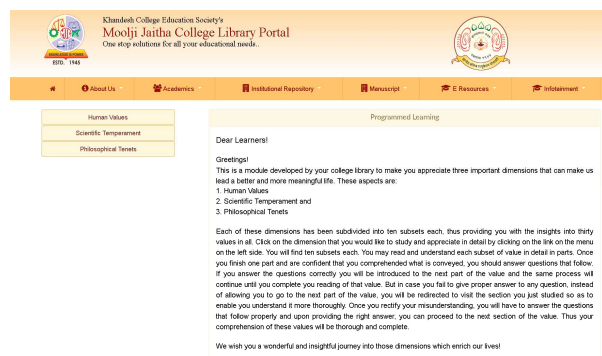 Khandesh College Education Society's
Moolji Jaitha College Library Portal
One stop solutions for all your educational needs..
KNOWLEDGE IS POWER
ESTD. 1945
About Us
Academics
Institutional Repository
Manuscript
E Resources
Infotainment
Human Values
Scientific Temperament
Philosophical Tenets
Programmed Learning
Dear Learners!
Greetings!
This is a module developed by your college library to make you appreciate three important dimensions that can make us
lead a better and more meaningful life. These aspects are:
1. Human Values
2. Scientific Temperament and
3. Philosophical Tenets
Each of these dimensions has been subdivided into ten subsets each, thus providing you with the insights into thirty
values in all. Click on the dimension that you would like to study and appreciate in detail by clicking on the link on the menu
on the left side. You will find ten subsets each. You may read and understand each subset of value in detail in parts. Once
you finish one part and are confident that you comprehended what is conveyed, you should answer questions that follow.
If you answer the questions correctly you will be introduced to the next part of the value and the same process will
continue until you complete you reading of that value. But in case you fail to give proper answer to any question, instead
of allowing you to go to the next part of the value, you will be redirected to visit the section you just studied so as to
enable you understand it more thoroughly. Once you rectify your misunderstanding, you will have to answer the questions
that follow properly and upon providing the right answer, you can proceed to the next section of the value. Thus your
comprehension of these values will be thorough and complete.
We wish you a wonderful and insightful journey into those dimensions which enrich our lives!